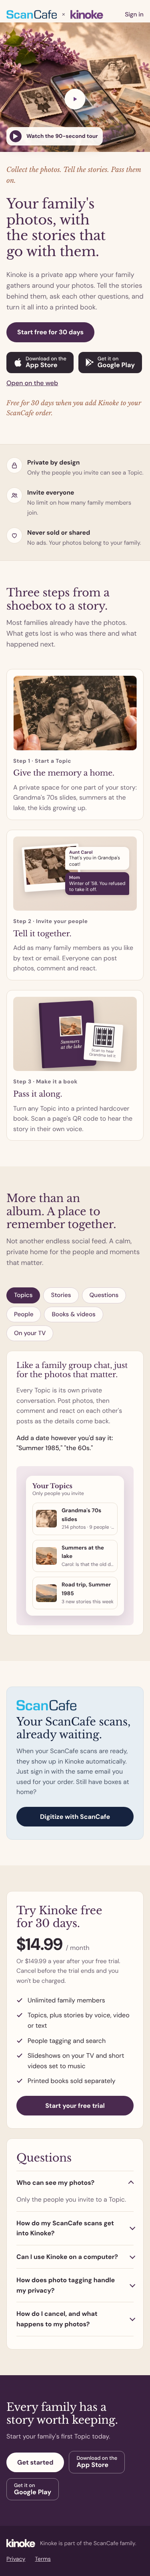 ScanCafe × kinoke Sign in
Watch the 90-second tour
Collect the photos. Tell the stories. Pass them
on.
Your family's
photos, with
the stories that
go with them.
Kinoke is a private app where your family
gathers around your photos. Tell the stories
behind them, ask each other questions, and
turn it all into a printed book.
Start free for 30 days
Download on the
App Store
Get it on
Google Play
Open on the web
Free for 30 days when you add Kinoke to your
ScanCafe order.
Private by design
Only the people you invite can see a Topic.
Invite everyone
No limit on how many family members
join.
Never sold or shared
No ads. Your photos belong to your family.
Three steps from a
shoebox to a story.
Most families already have the photos.
What gets lost is who was there and what
happened next.
Step 1 · Start a Topic
Give the memory a home.
A private space for one part of your story:
Grandma's 70s slides, summers at the
lake, the kids growing up.
Aunt Carol
That's you in Grandpa's
coat!
Mom
Winter of '58. You refused
to take it off.
Step 2 · Invite your people
Tell it together.
Add as many family members as you like
by text or email. Everyone can post
photos, comment and react.
Summers
at the lake
Scan to hear
Grandma tell it
Step 3 · Make it a book
Pass it along.
Turn any Topic into a printed hardcover
book. Scan a page's QR code to hear the
story in their own voice.
More than an
album. A place to
remember together.
Not another endless social feed. A calm,
private home for the people and moments
that matter.
Topics
Stories
Questions
People
Books & videos
On your TV
Like a family group chat, just
for the photos that matter.
Every Topic is its own private
conversation. Post photos, then
comment and react on each other's
posts as the details come back.
Add a date however you'd say it:
"Summer 1985," "the 60s."
Your Topics
Only people you invite
Grandma's 70s
slides
214 photos · 9 people ...
Summers at the
lake
Carol: Is that the old d...
Road trip, Summer
1985
3 new stories this week
ScanCafe
Your ScanCafe scans,
already waiting.
When your ScanCafe scans are ready,
they show up in Kinoke automatically.
Just sign in with the same email you
used for your order. Still have boxes at
home?
Digitize with ScanCafe
Try Kinoke free
for 30 days.
$14.99 / month
Or $149.99 a year after your free trial.
Cancel before the trial ends and you
won't be charged.
Unlimited family members
Topics, plus stories by voice, video
or text
People tagging and search
Slideshows on your TV and short
videos set to music
Printed books sold separately
Start your free trial
Questions
Who can see my photos?
Only the people you invite to a Topic.
How do my ScanCafe scans get
into Kinoke?
Can I use Kinoke on a computer?
How does photo tagging handle
my privacy?
How do I cancel, and what
happens to my photos?
Every family has a
story worth keeping.
Start your family's first Topic today.
Get started
Download on the
App Store
Get it on
Google Play
kinoke Kinoke is part of the ScanCafe family.
Privacy Terms